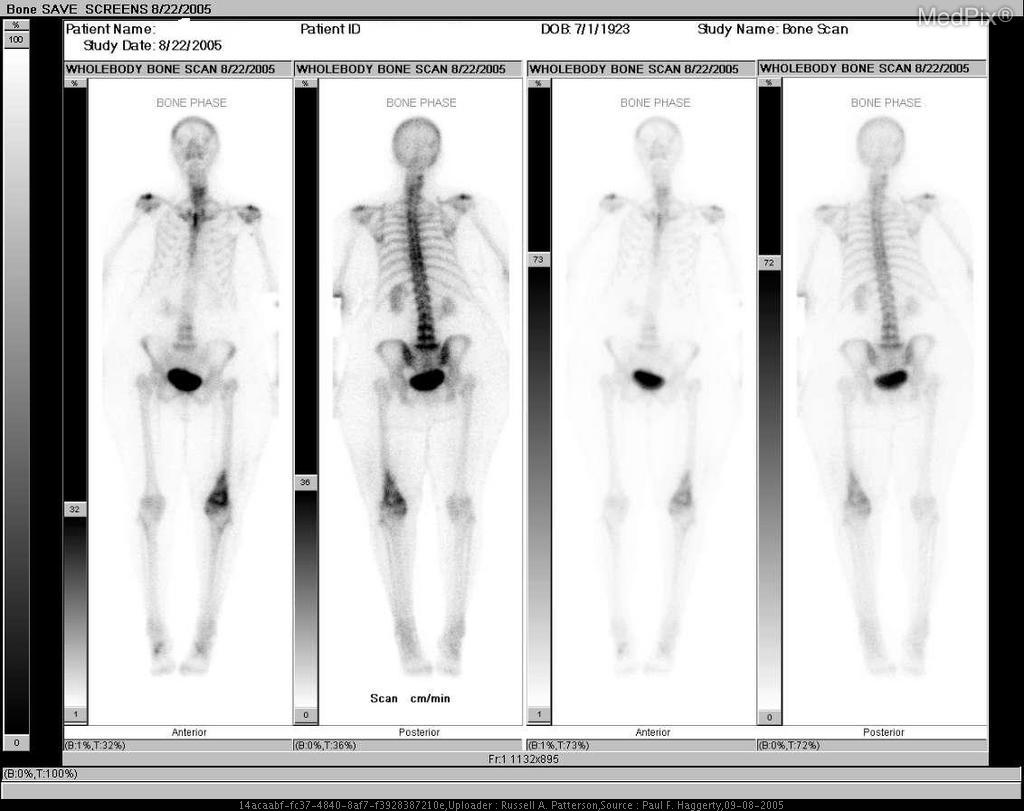 Bone SAVE SCREENS 8/22/2005
MedPix®
%
100
0
Patient Name: Patient ID DOB: 7/1/1923 Study Name: Bone Scan
Study Date: 8/22/2005
WHOLEBODY BONE SCAN 8/22/2005 WHOLEBODY BONE SCAN 8/22/2005 WHOLEBODY BONE SCAN 8/22/2005 WHOLEBODY BONE SCAN 8/22/2005
% % % %
BONE PHASE BONE PHASE BONE PHASE BONE PHASE
73 72
36
32
Scan cm/min
1 0 1 0
Anterior Posterior Anterior Posterior
(B:1%,T:32%) (B:0%,T:36%) (B:1%,T:73%) (B:0%,T:72%)
Fr:1 1132x895
(B:0%,T:100%)
14acaabf-fc37-4840-8af7-f3928387210e,Uploader : Russell A. Patterson,Source : Paul F. Haggerty,09-08-2005